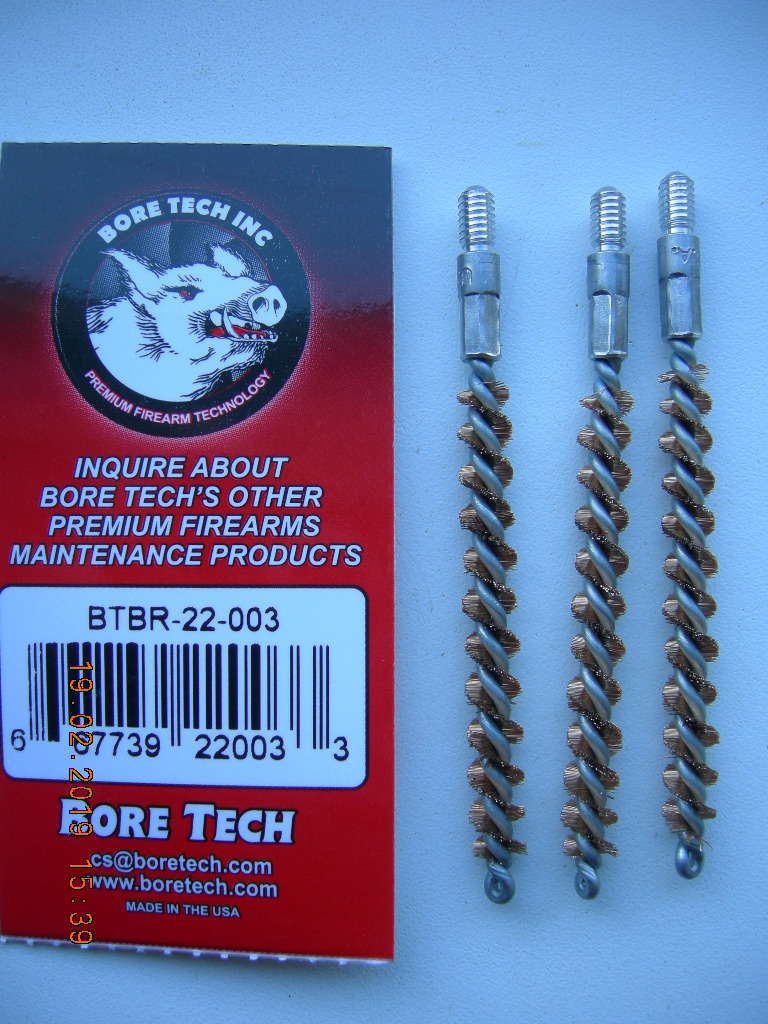 BORE TECH INC
PREMIUM FIREARM TECHNOLOGY
INQUIRE ABOUT
BORE TECH'S OTHER
PREMIUM FIREARMS
MAINTENANCE PRODUCTS
BTBR-22-003
6 07739 22003 3
BORE TECH
cs@boretech.com
www.boretech.com
MADE IN THE USA
19.02.2019 15:39